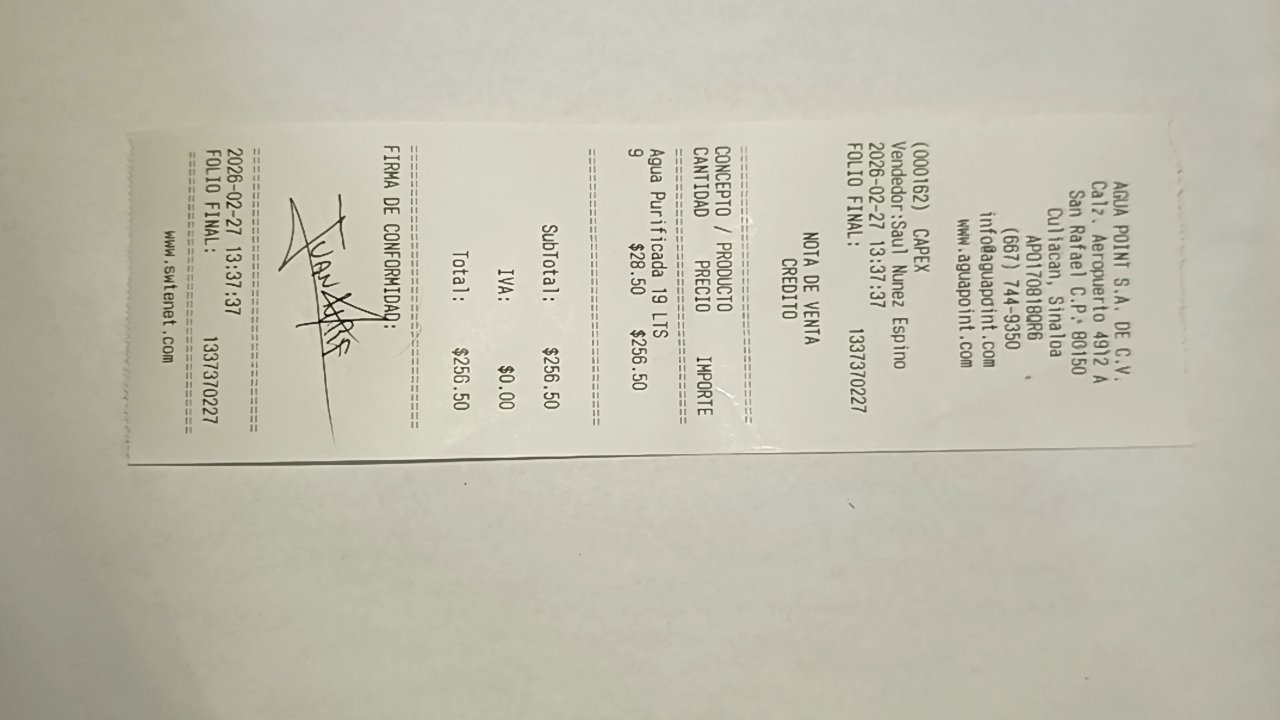 AGUA POINT S.A. DE C.V.
Calz. Aeropuerto 4912 A
San Rafael C.P. 80150
Culiacan, Sinaloa
APO170818QR6
(667) 744-9350
info@aguapoint.com
www.aguapoint.com
(000162) CAPEX
Vendedor:Saul Nunez Espino
2026-02-27 13:37:37
FOLIO FINAL: 1337370227
NOTA DE VENTA
CREDITO
CONCEPTO / PRODUCTO
CANTIDAD PRECIO IMPORTE
Agua Purificada 19 LTS
9 $28.50 $256.50
SubTotal: $256.50
IVA: $0.00
Total: $256.50
FIRMA DE CONFORMIDAD:
JUAN
2026-02-27 13:37:37
FOLIO FINAL: 1337370227
www.swtenet.com